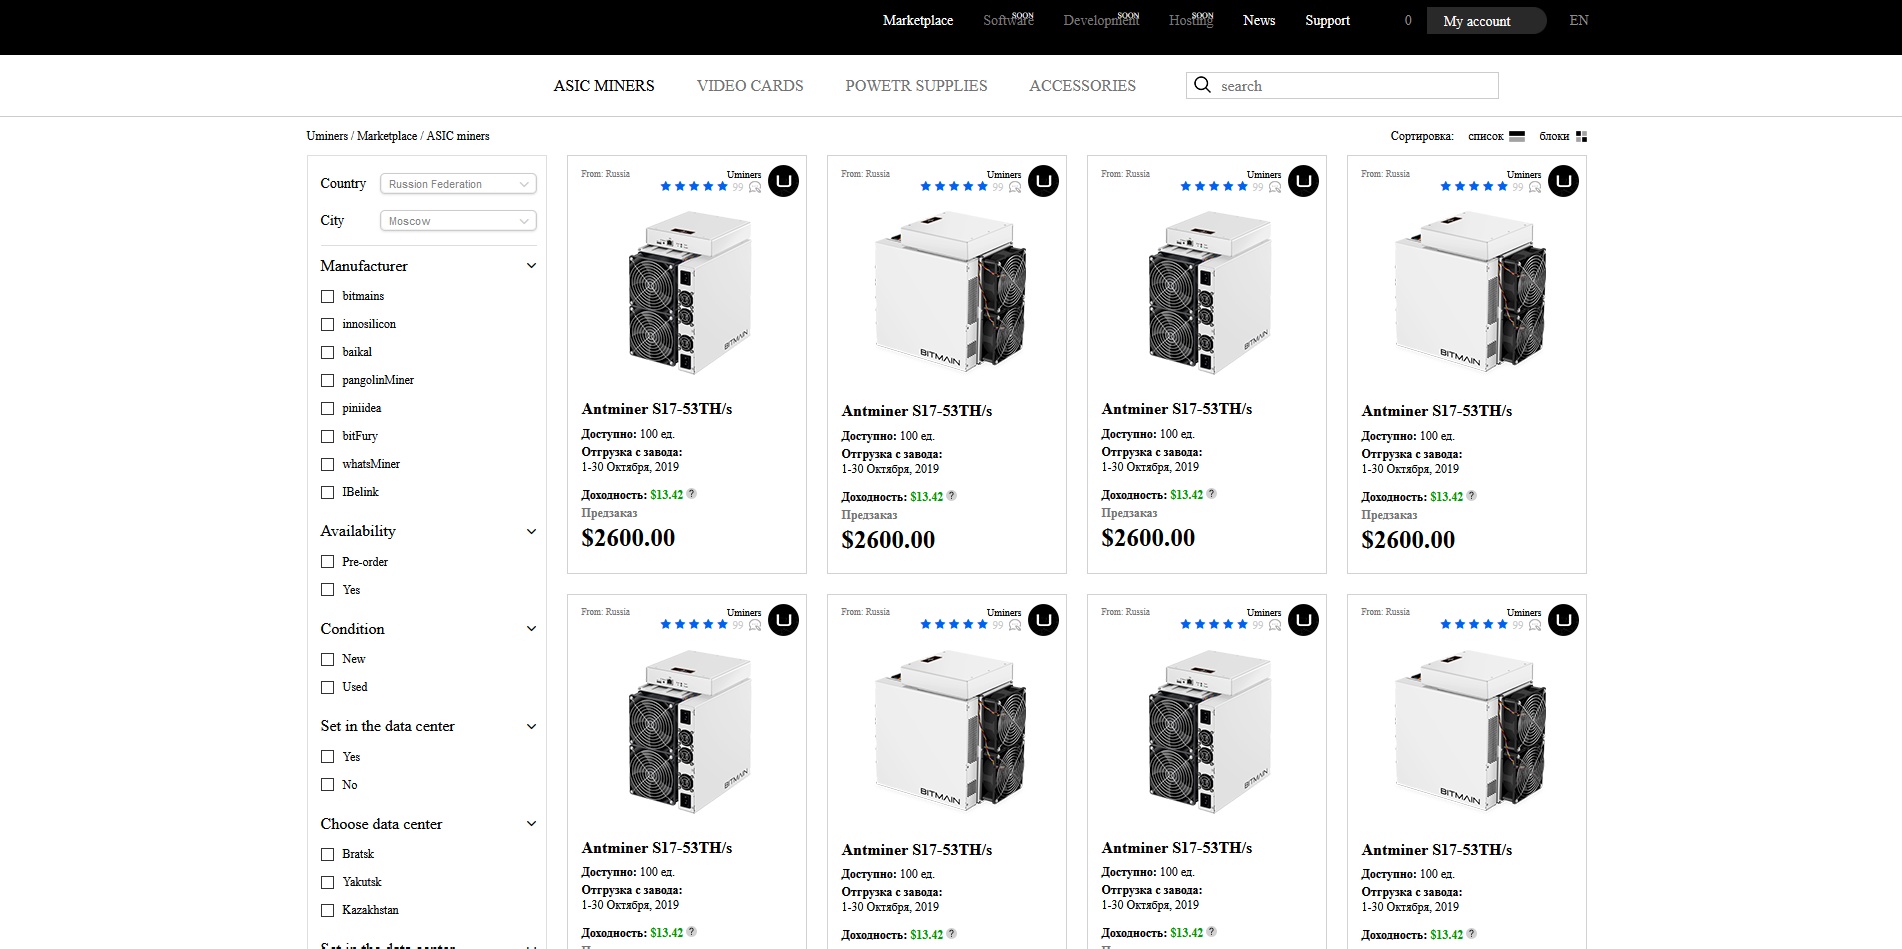 Marketplace Software SOON Development SOON Hosting SOON News Support 0 My account EN
ASIC MINERS VIDEO CARDS POWETR SUPPLIES ACCESSORIES search
Uminers / Marketplace / ASIC miners
Сортировка: список блоки
Country Russion Federation
City Moscow
Manufacturer
bitmains
innosilicon
baikal
pangolinMiner
piniidea
bitFury
whatsMiner
IBelink
Availability
Pre-order
Yes
Condition
New
Used
Set in the data center
Yes
No
Choose data center
Bratsk
Yakutsk
Kazakhstan
Set in the data center
From: Russia
Uminers
99
BITMAIN
Antminer S17-53TH/s
Доступно: 100 ед.
Отгрузка с завода:
1-30 Октября, 2019
Доходность: $13.42 ?
Предзаказ
$2600.00
From: Russia
Uminers
99
BITMAIN
Antminer S17-53TH/s
Доступно: 100 ед.
Отгрузка с завода:
1-30 Октября, 2019
Доходность: $13.42 ?
Предзаказ
$2600.00
From: Russia
Uminers
99
BITMAIN
Antminer S17-53TH/s
Доступно: 100 ед.
Отгрузка с завода:
1-30 Октября, 2019
Доходность: $13.42 ?
Предзаказ
$2600.00
From: Russia
Uminers
99
BITMAIN
Antminer S17-53TH/s
Доступно: 100 ед.
Отгрузка с завода:
1-30 Октября, 2019
Доходность: $13.42 ?
Предзаказ
$2600.00
From: Russia
Uminers
99
BITMAIN
Antminer S17-53TH/s
Доступно: 100 ед.
Отгрузка с завода:
1-30 Октября, 2019
Доходность: $13.42 ?
From: Russia
Uminers
99
BITMAIN
Antminer S17-53TH/s
Доступно: 100 ед.
Отгрузка с завода:
1-30 Октября, 2019
Доходность: $13.42 ?
From: Russia
Uminers
99
BITMAIN
Antminer S17-53TH/s
Доступно: 100 ед.
Отгрузка с завода:
1-30 Октября, 2019
Доходность: $13.42 ?
From: Russia
Uminers
99
BITMAIN
Antminer S17-53TH/s
Доступно: 100 ед.
Отгрузка с завода:
1-30 Октября, 2019
Доходность: $13.42 ?